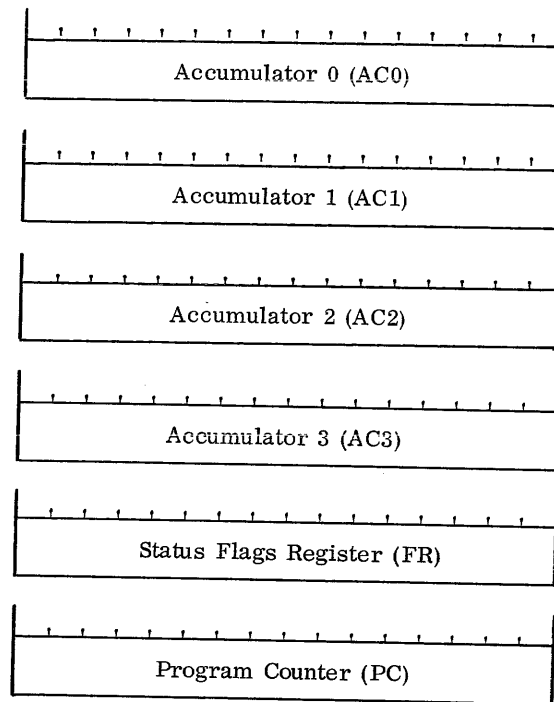 Accumulator 0 (AC0)
Accumulator 1 (AC1)
Accumulator 2 (AC2)
Accumulator 3 (AC3)
Status Flags Register (FR)
Program Counter (PC)